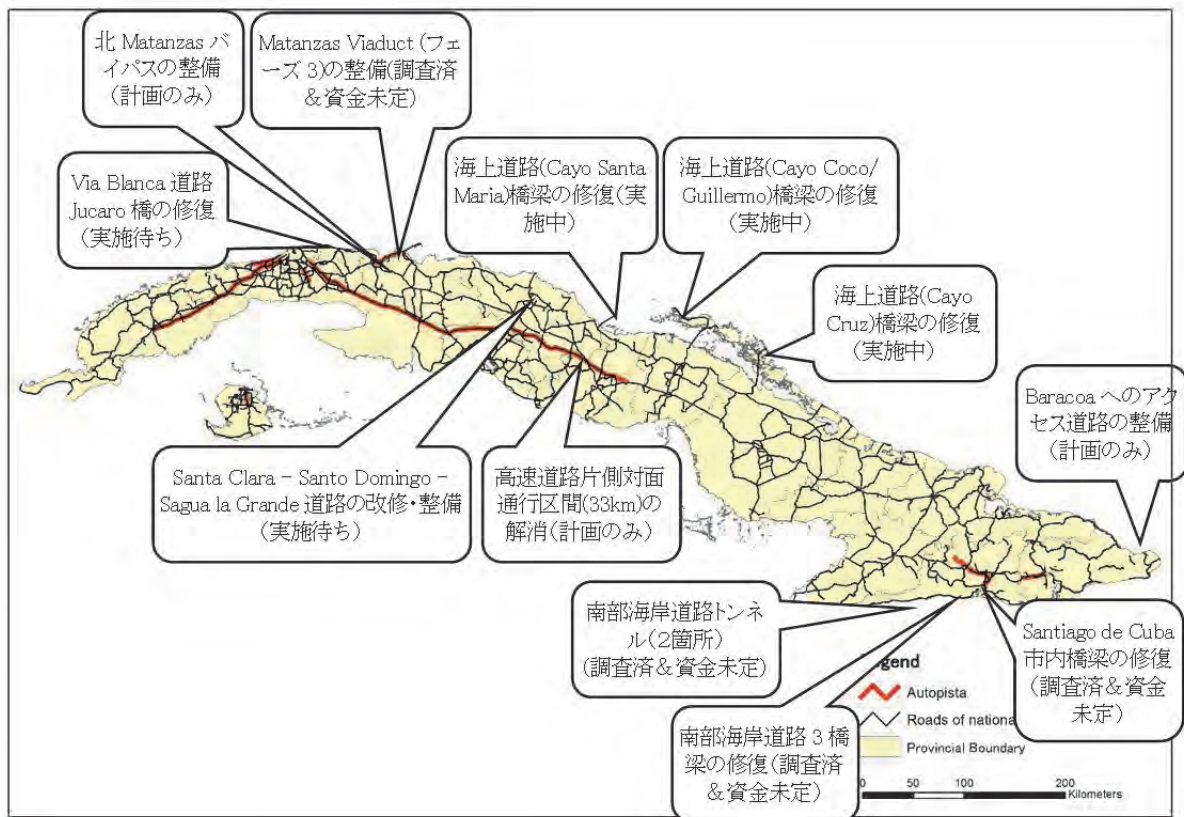 北 Matanzas バ
イパスの整備
(計画のみ)
Matanzas Viaduct (フェ
ーズ 3)の整備(調査済
＆資金未定)
Via Blanca 道路
Jucaro 橋の修復
(実施待ち)
海上道路(Cayo Santa
Maria)橋梁の修復(実
施中)
海上道路(Cayo Coco/
Guillermo)橋梁の修復
(実施中)
海上道路(Cayo
Cruz)橋梁の修復
(実施中)
Baracoa へのアク
セス道路の整備
(計画のみ)
Santa Clara – Santo Domingo –
Sagua la Grande 道路の改修・整備
(実施待ち)
高速道路片側対面
通行区間(33km)の
解消(計画のみ)
南部海岸道路トンネ
ル(2箇所)
(調査済＆資金未定)
南部海岸道路 3 橋
梁の修復(調査済
＆資金未定)
Santiago de Cuba
市内橋梁の修復
(調査済＆資金
未定)
egend
Autopista
Roads of nationa
Provincial Boundary
0 50 100 200
Kilometers